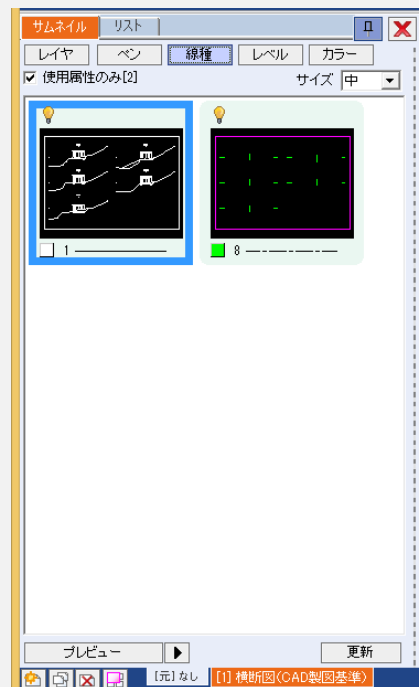 サムネイル リスト
レイヤ ペン 線種 レベル カラー
使用属性のみ[2] サイズ 中
1
8
プレビュー 更新
[元]なし [1]横断図(CAD製図基準)